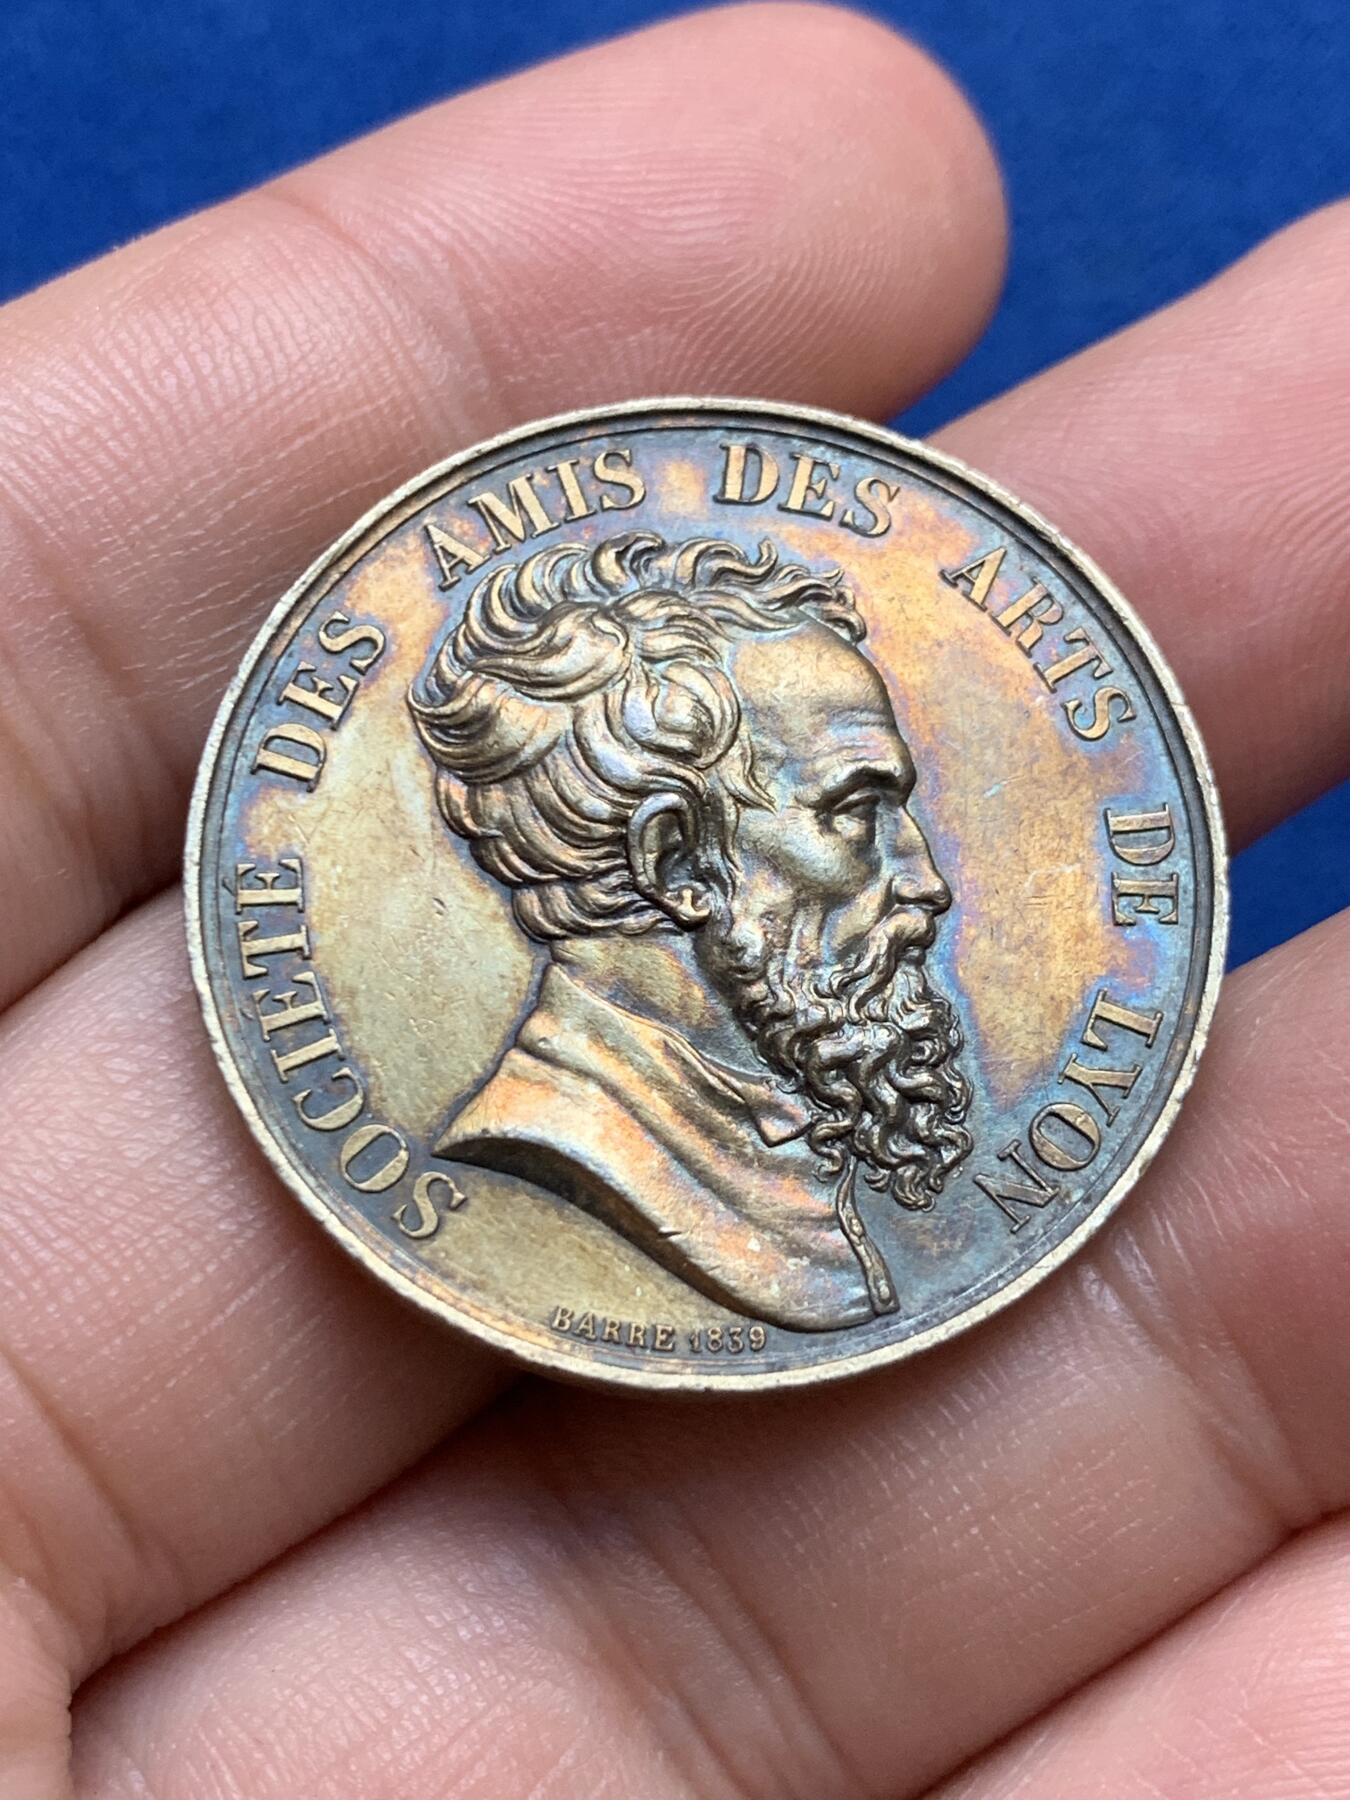 SOCIÉTÉ DES AMIS DES ARTS DE LYON
BARRE 1839